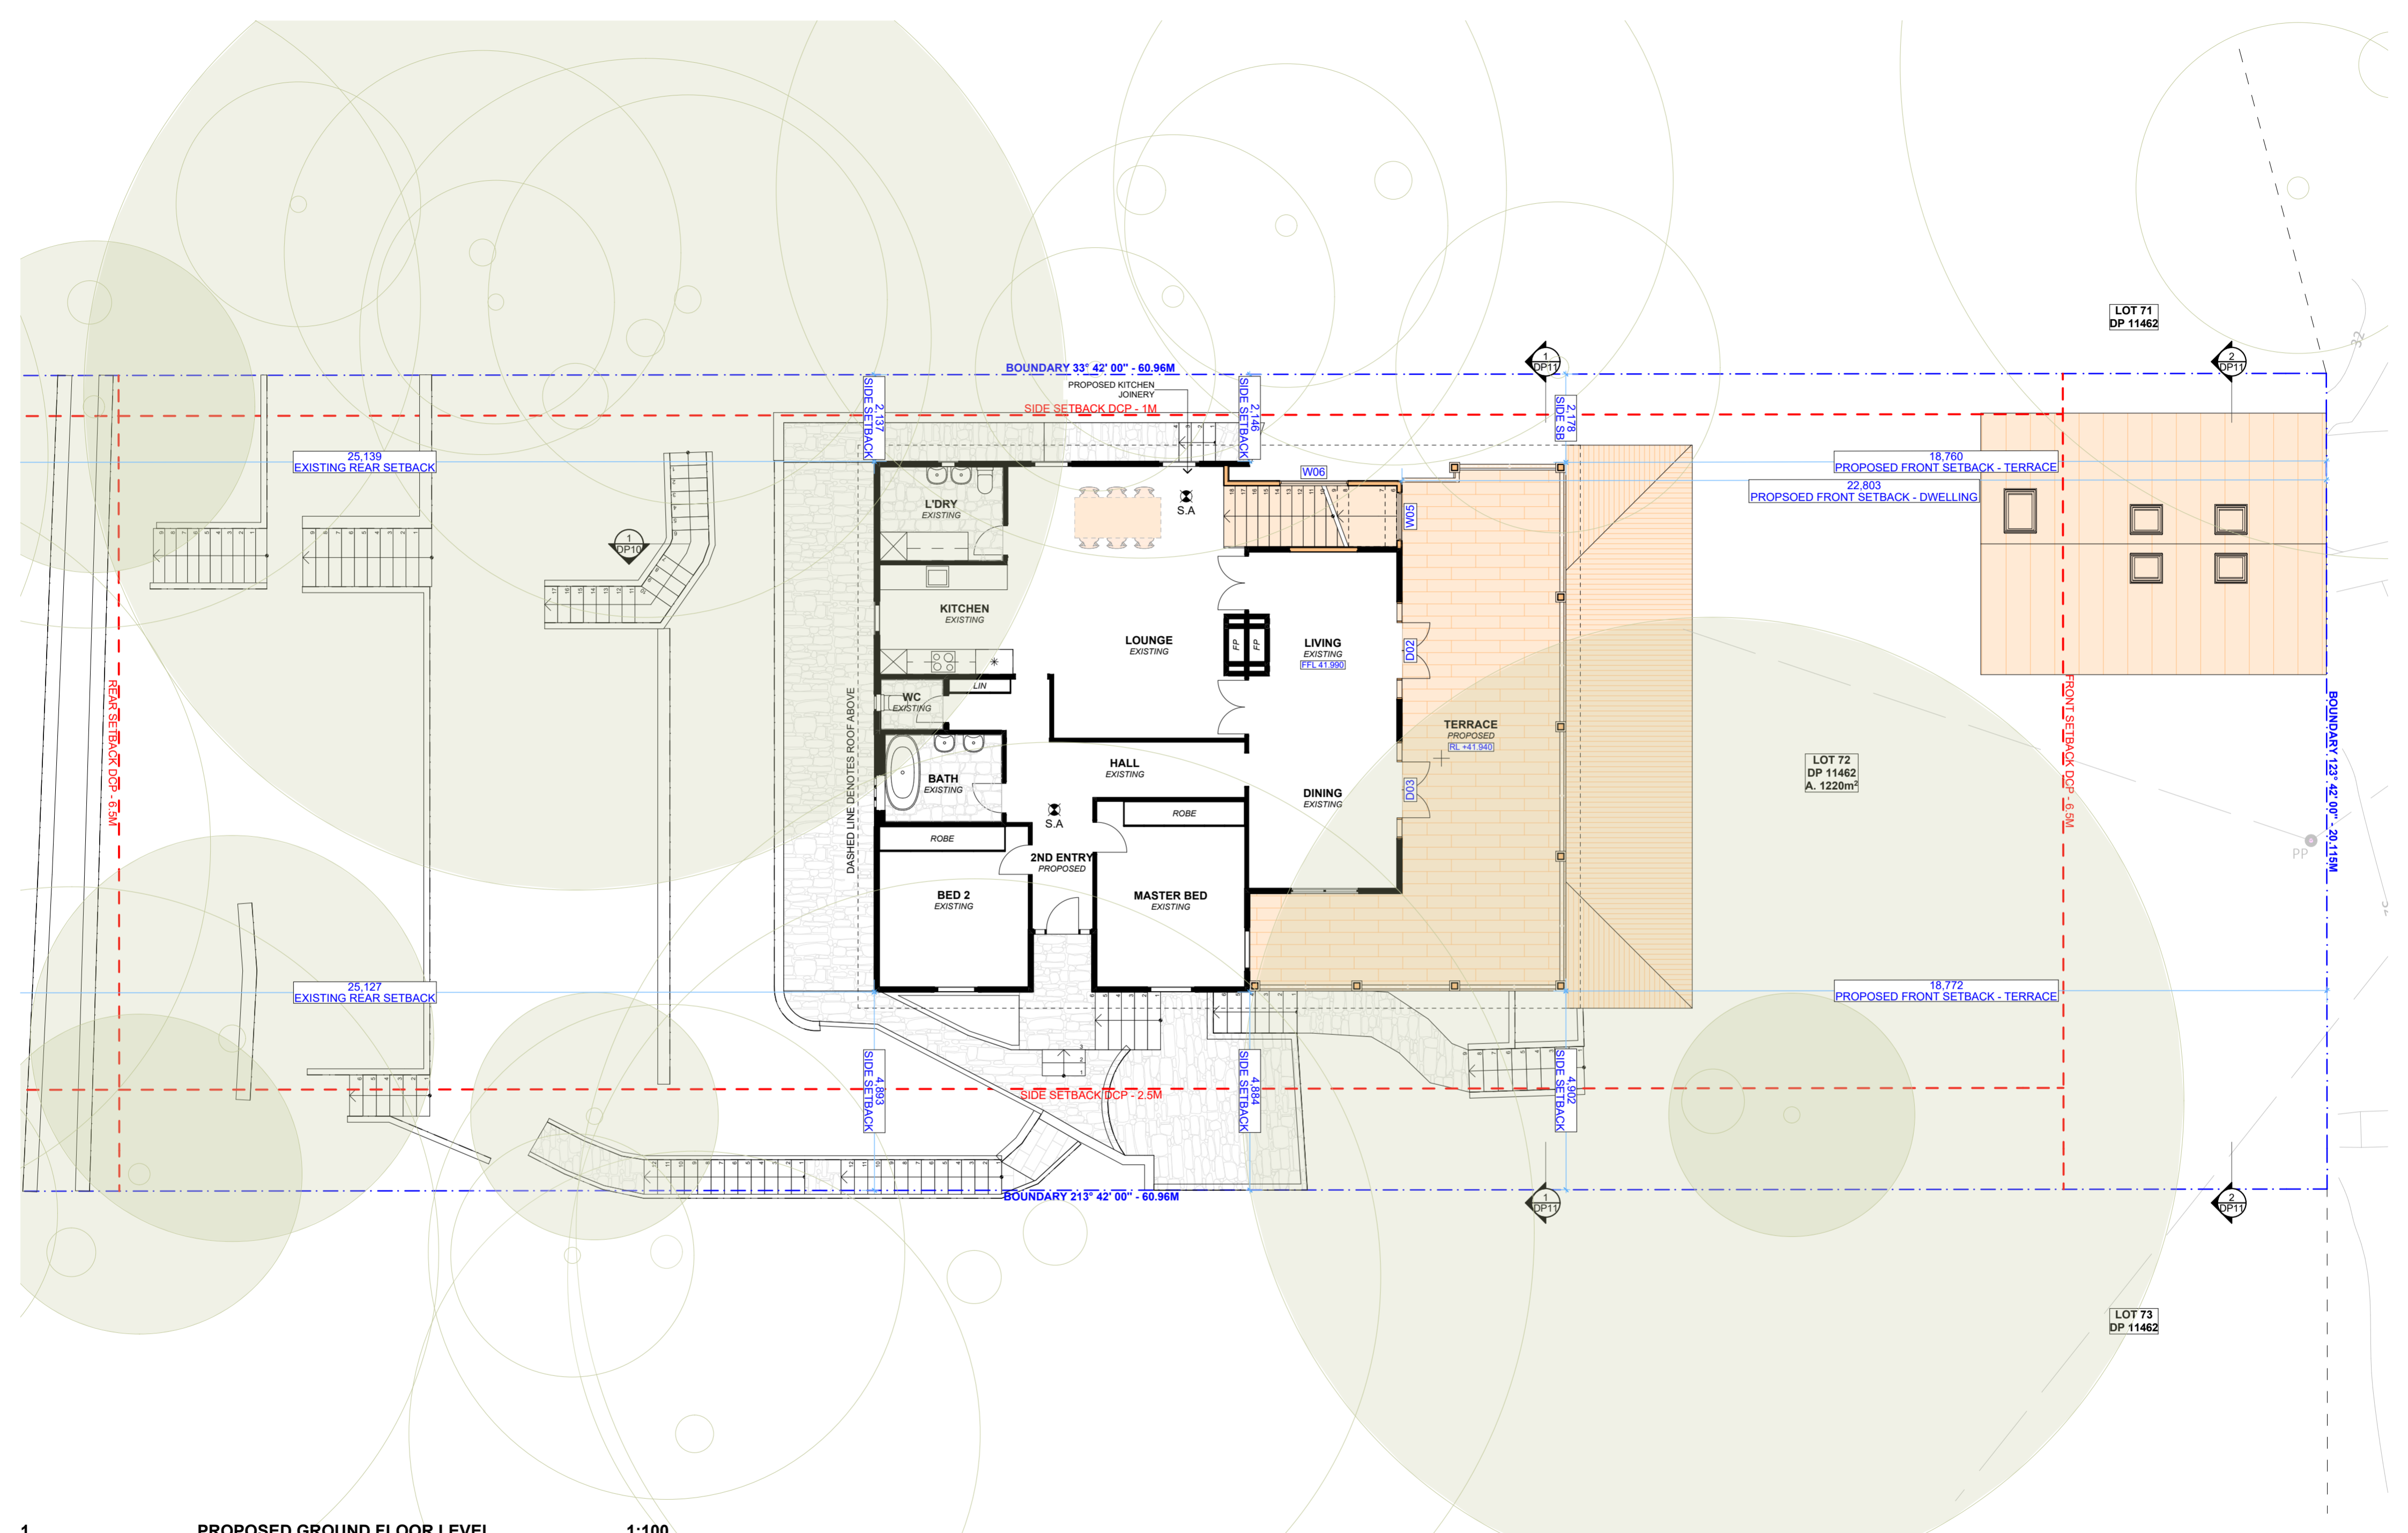 LOT 71
DP 11462
32
1
DP11
2
DP11
BOUNDARY 33° 42' 00" - 60.96M
PROPOSED KITCHEN
JOINERY
SIDE SETBACK DCP - 1M
2,137
SIDE SETBACK
2,146
SIDE SETBACK
2,178
SIDE SB
25,139
EXISTING REAR SETBACK
18,760
PROPOSED FRONT SETBACK - TERRACE
22,803
PROPSOED FRONT SETBACK - DWELLING
W06
W05
L'DRY
EXISTING
S.A
1
DP10
KITCHEN
EXISTING
LOUNGE
EXISTING
FP
FP
LIVING
EXISTING
FFL 41.990
D02
LIN
WC
EXISTING
TERRACE
PROPOSED
RL +41.940
REAR SETBACK DCP - 6.5M
DASHED LINE DENOTES ROOF ABOVE
FRONT SETBACK DCP - 6.5M
BOUNDARY 123° 42' 00" - 20.115M
HALL
EXISTING
BATH
EXISTING
LOT 72
DP 11462
A. 1220m²
DINING
EXISTING
D03
S.A
ROBE
ROBE
PP
2ND ENTRY
PROPOSED
BED 2
EXISTING
MASTER BED
EXISTING
25,127
EXISTING REAR SETBACK
18,772
PROPOSED FRONT SETBACK - TERRACE
4,893
SIDE SETBACK
4,884
SIDE SETBACK
4,902
SIDE SETBACK
SIDE SETBACK DCP - 2.5M
BOUNDARY 213° 42' 00" - 60.96M
1
DP11
2
DP11
LOT 73
DP 11462
1 PROPOSED GROUND FLOOR LEVEL 1:100